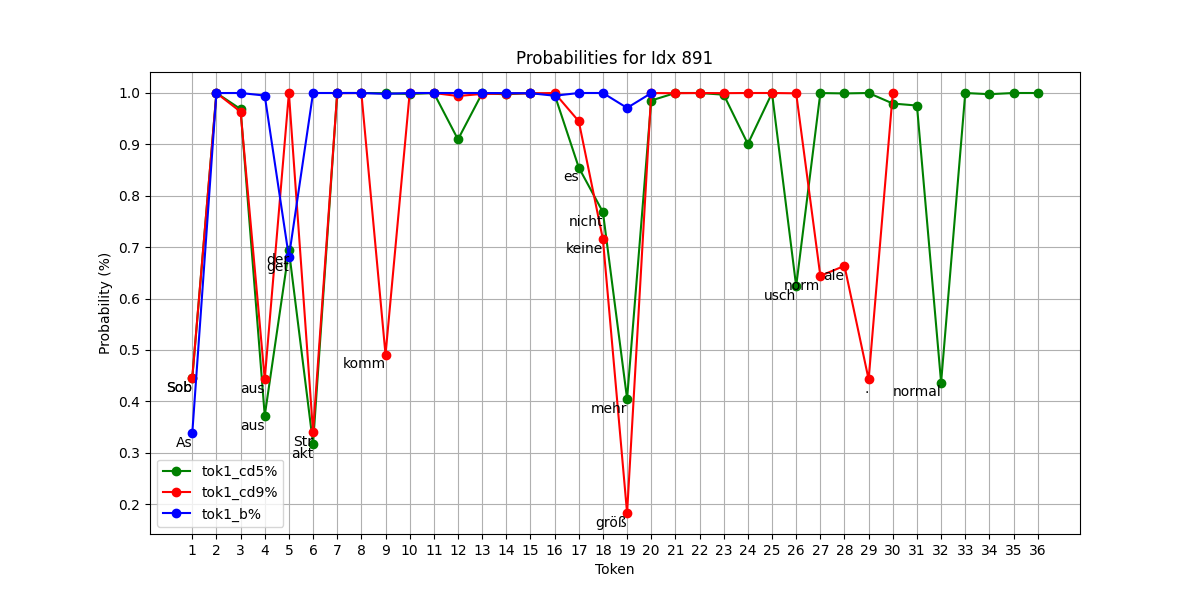 Probabilities for Idx 891
Probability (%)
1.0
0.9
0.8
0.7
0.6
0.5
0.4
0.3
0.2
Sob
As
aus
aus
der
get
Str
akt
komm
es
nicht
keine
mehr
größ
usch
norm
ale
.
normal
tok1_cd5%
tok1_cd9%
tok1_b%
1 2 3 4 5 6 7 8 9 10 11 12 13 14 15 16 17 18 19 20 21 22 23 24 25 26 27 28 29 30 31 32 33 34 35 36
Token